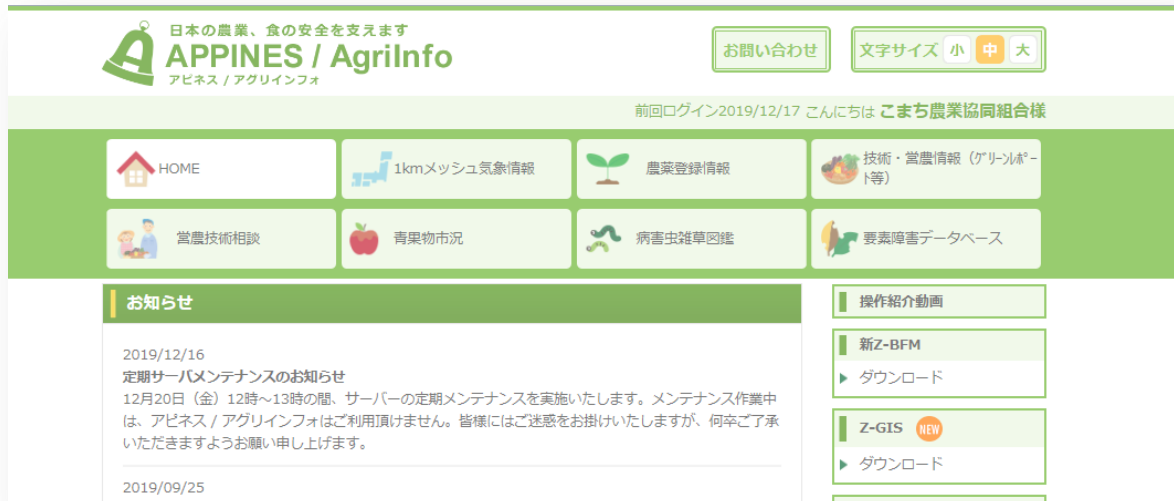 日本の農業、食の安全を支えます
APPINES / AgriInfo
アピネス / アグリインフォ
お問い合わせ
文字サイズ 小 中 大
前回ログイン2019/12/17 こんにちは こまち農業協同組合様
HOME
1kmメッシュ気象情報
農薬登録情報
技術・営農情報（グリーンレポー
ト等）
営農技術相談
青果物市況
病害虫雑草図鑑
要素障害データベース
お知らせ
2019/12/16
定期サーバメンテナンスのお知らせ
12月20日（金）12時～13時の間、サーバーの定期メンテナンスを実施いたします。メンテナンス作業中
は、アピネス / アグリインフォはご利用頂けません。皆様にはご迷惑をお掛けいたしますが、何卒ご了承
いただきますようお願い申し上げます。
2019/09/25
操作紹介動画
新Z-BFM
ダウンロード
Z-GIS NEW
ダウンロード